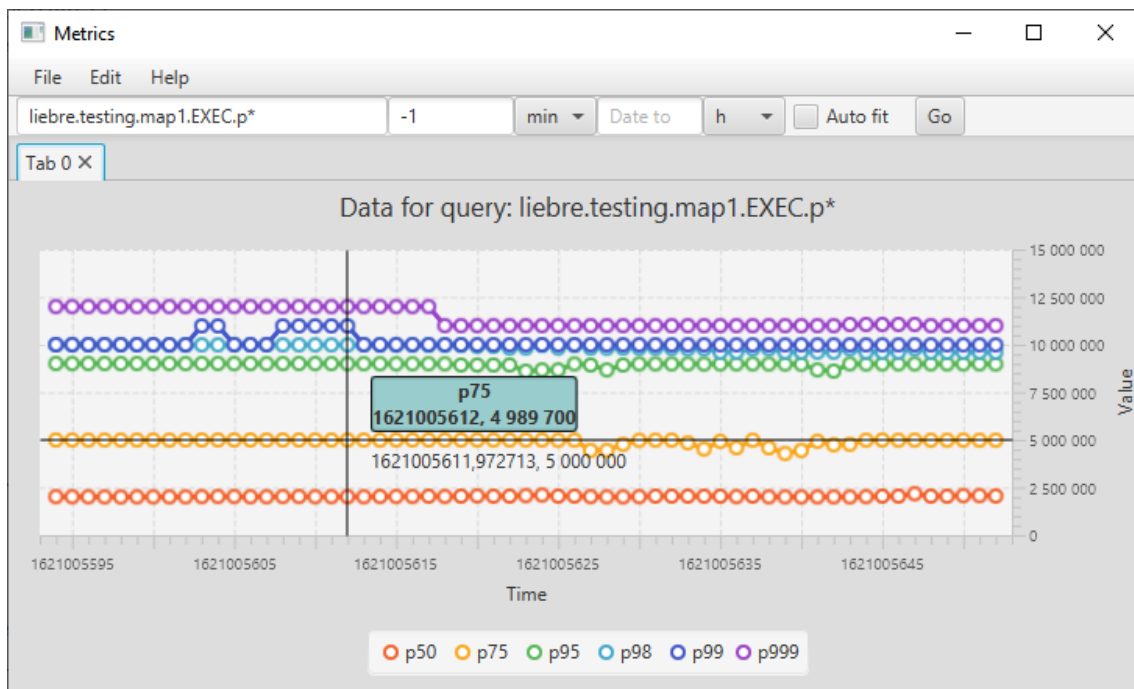 Metrics
File Edit Help
liebre.testing.map1.EXEC.p* -1 min Date to h Auto fit Go
Tab 0
Data for query: liebre.testing.map1.EXEC.p*
15 000 000
12 500 000
10 000 000
7 500 000
5 000 000
2 500 000
0
Value
p75
1621005612, 4 989 700
1621005611,972713, 5 000 000
1621005595 1621005605 1621005615 1621005625 1621005635 1621005645
Time
p50 p75 p95 p98 p99 p999